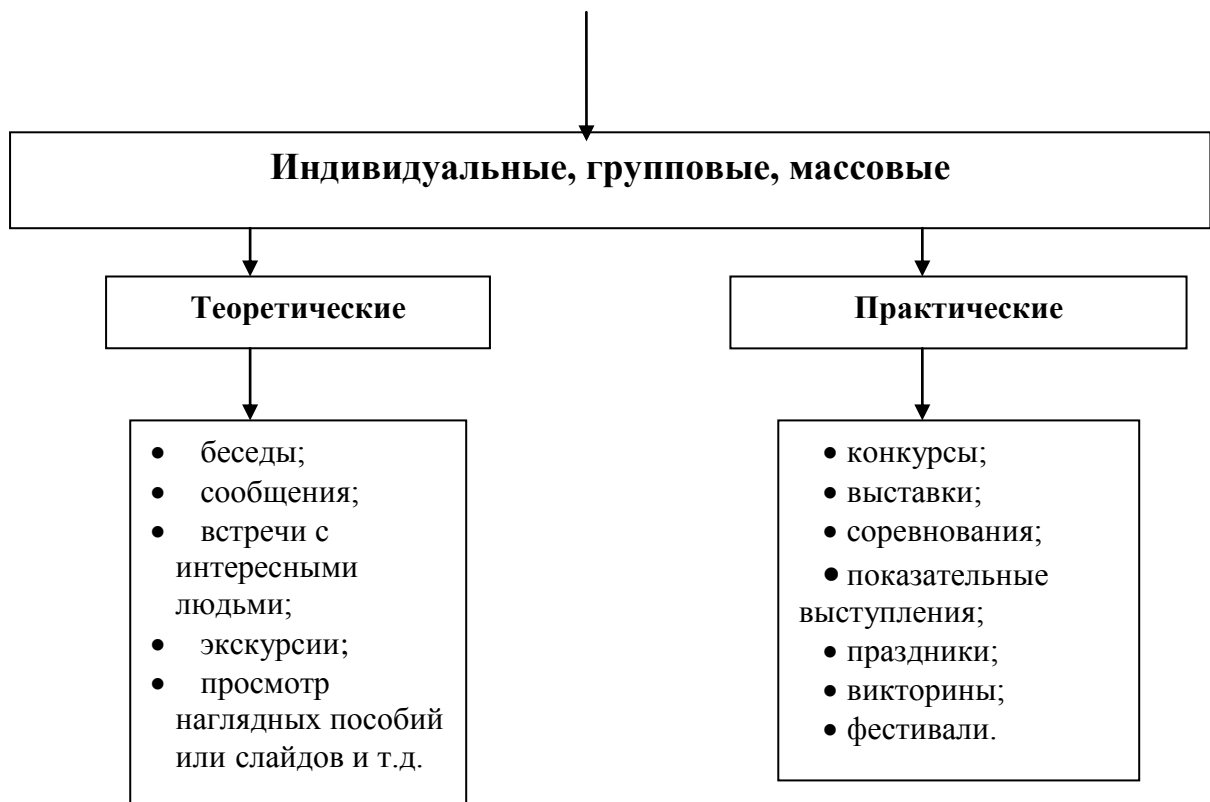 Индивидуальные, групповые, массовые
Теоретические
Практические
• беседы;
• сообщения;
• встречи с
интересными
людьми;
• экскурсии;
• просмотр
наглядных пособий
или слайдов и т.д.
• конкурсы;
• выставки;
• соревнования;
• показательные
выступления;
• праздники;
• викторины;
• фестивали.